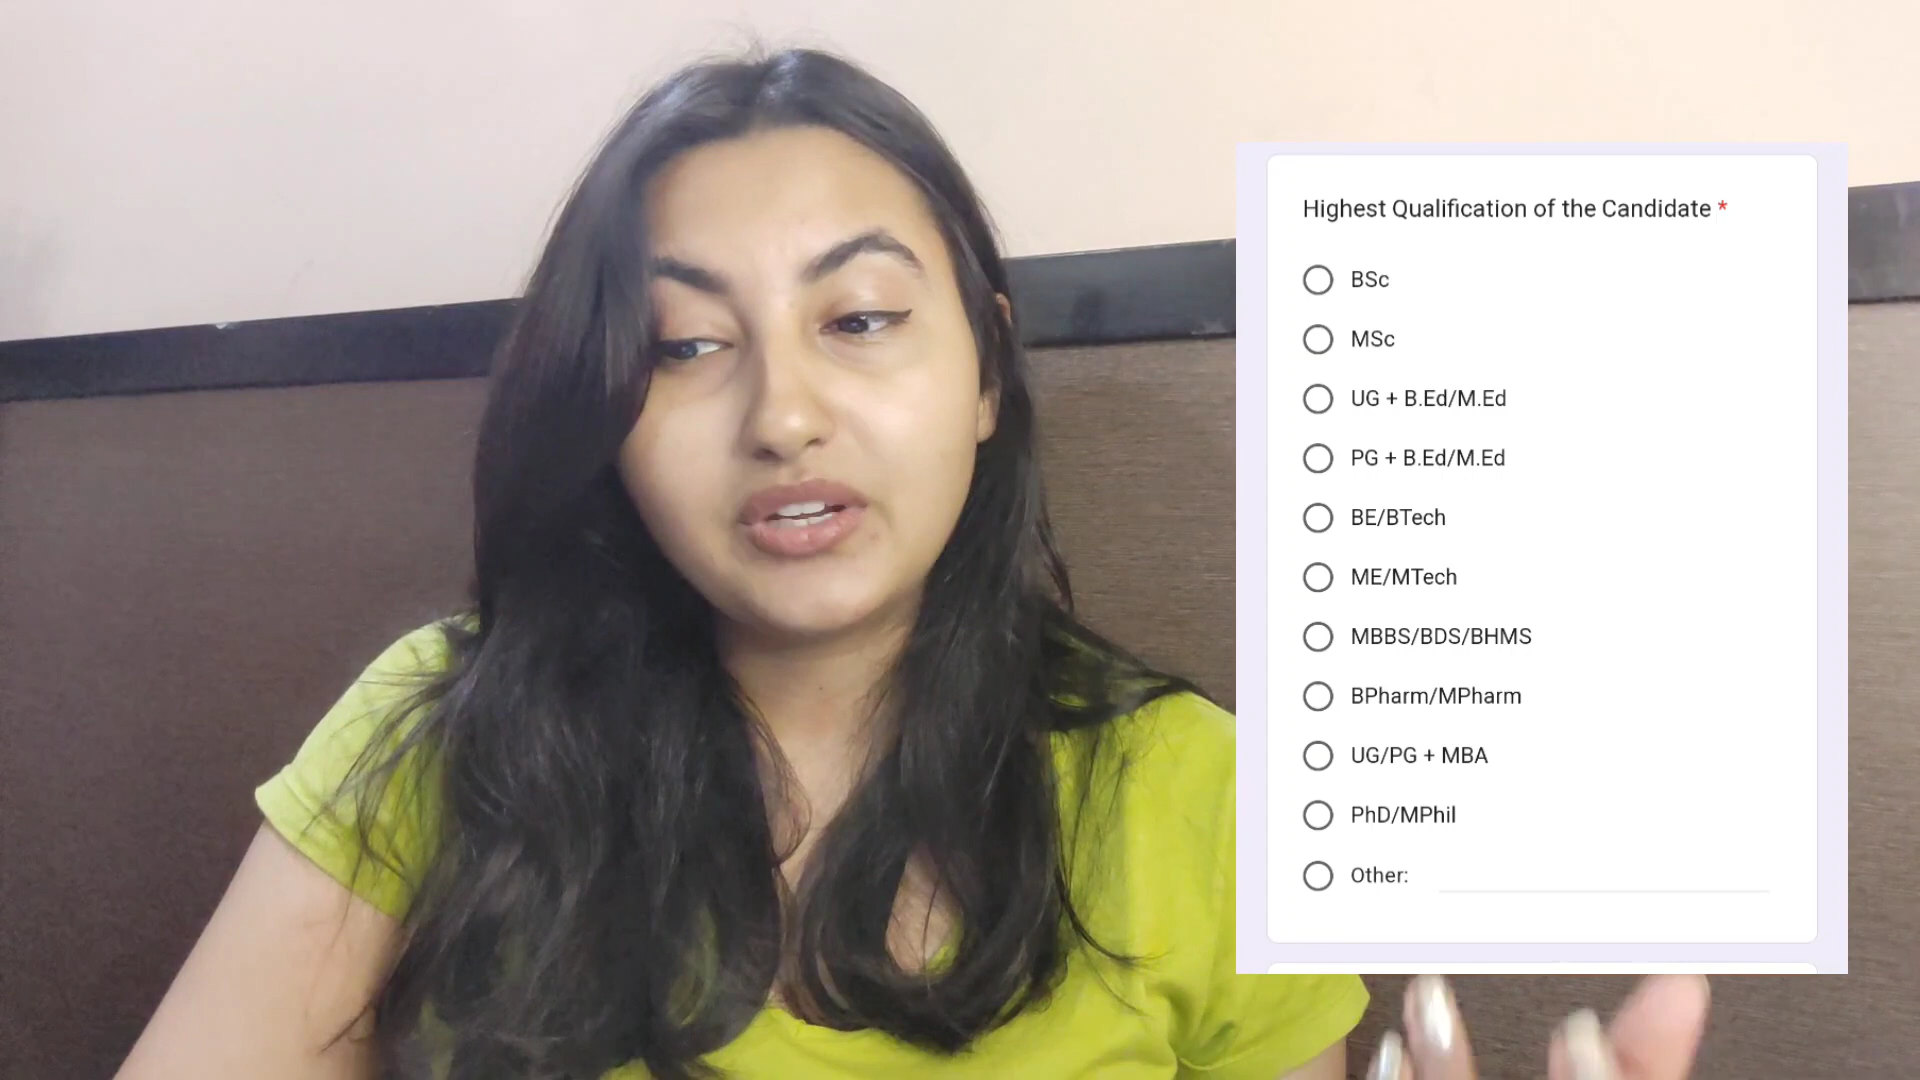 Highest Qualification of the Candidate *
BSc
MSc
UG + B.Ed/M.Ed
PG + B.Ed/M.Ed
BE/BTech
ME/MTech
MBBS/BDS/BHMS
BPharm/MPharm
UG/PG + MBA
PhD/MPhil
Other: